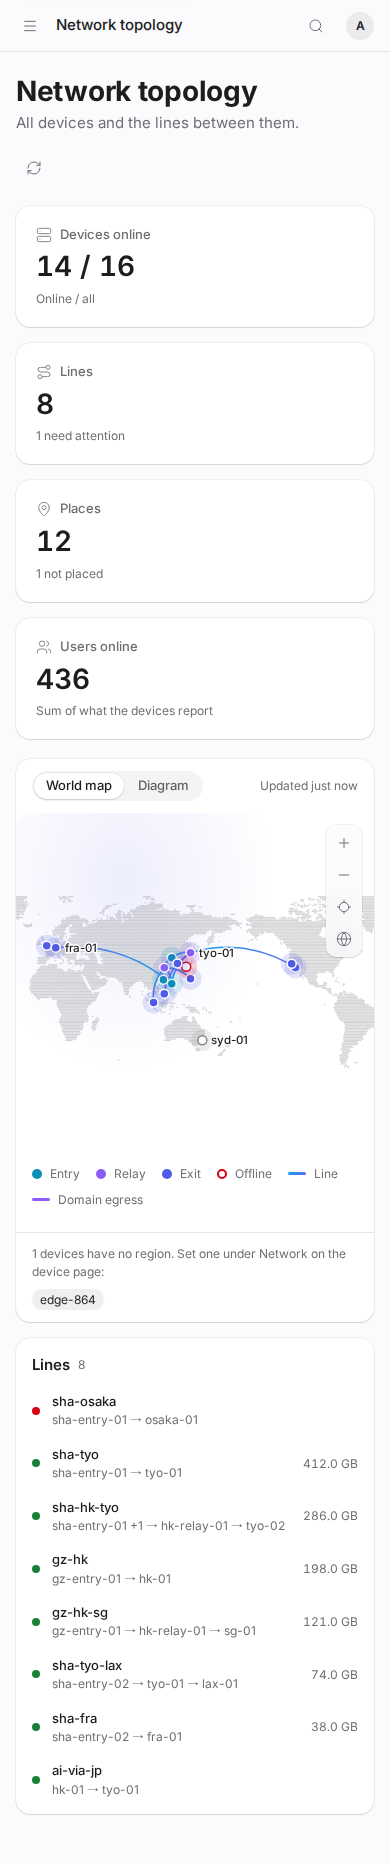 Network topology
A
Network topology
All devices and the lines between them.
Devices online
14 / 16
Online / all
Lines
8
1 need attention
Places
12
1 not placed
Users online
436
Sum of what the devices report
World map
Diagram
Updated just now
fra-01
tyo-01
syd-01
Entry
Relay
Exit
Offline
Line
Domain egress
1 devices have no region. Set one under Network on the
device page:
edge-864
Lines 8
sha-osaka
sha-entry-01 → osaka-01
sha-tyo
sha-entry-01 → tyo-01
412.0 GB
sha-hk-tyo
sha-entry-01 +1 → hk-relay-01 → tyo-02
286.0 GB
gz-hk
gz-entry-01 → hk-01
198.0 GB
gz-hk-sg
gz-entry-01 → hk-relay-01 → sg-01
121.0 GB
sha-tyo-lax
sha-entry-02 → tyo-01 → lax-01
74.0 GB
sha-fra
sha-entry-02 → fra-01
38.0 GB
ai-via-jp
hk-01 → tyo-01